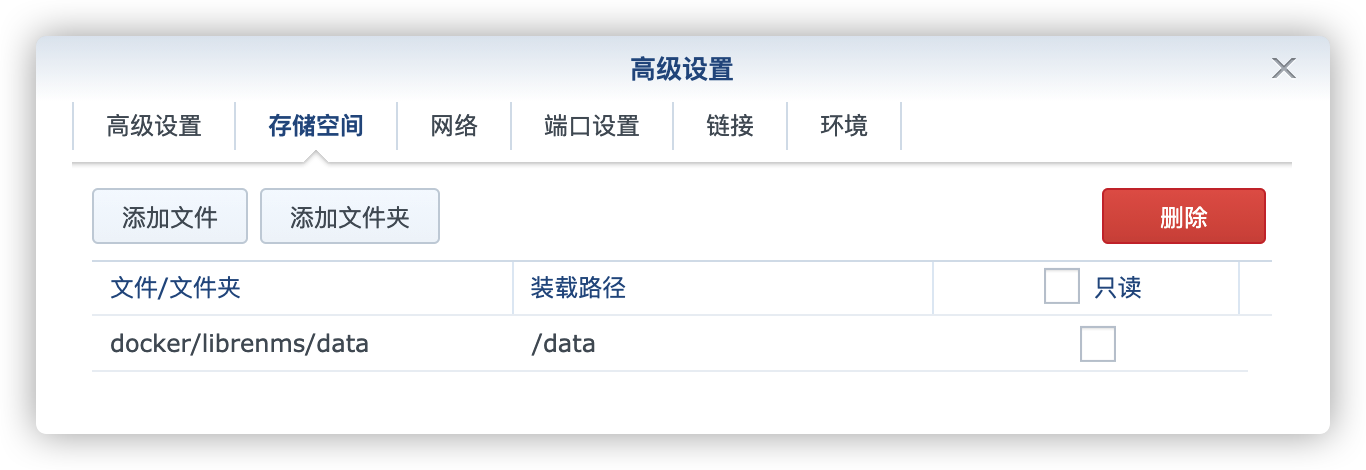 高级设置
高级设置 存储空间 网络 端口设置 链接 环境
添加文件 添加文件夹 删除
文件/文件夹 装载路径 只读
docker/librenms/data /data